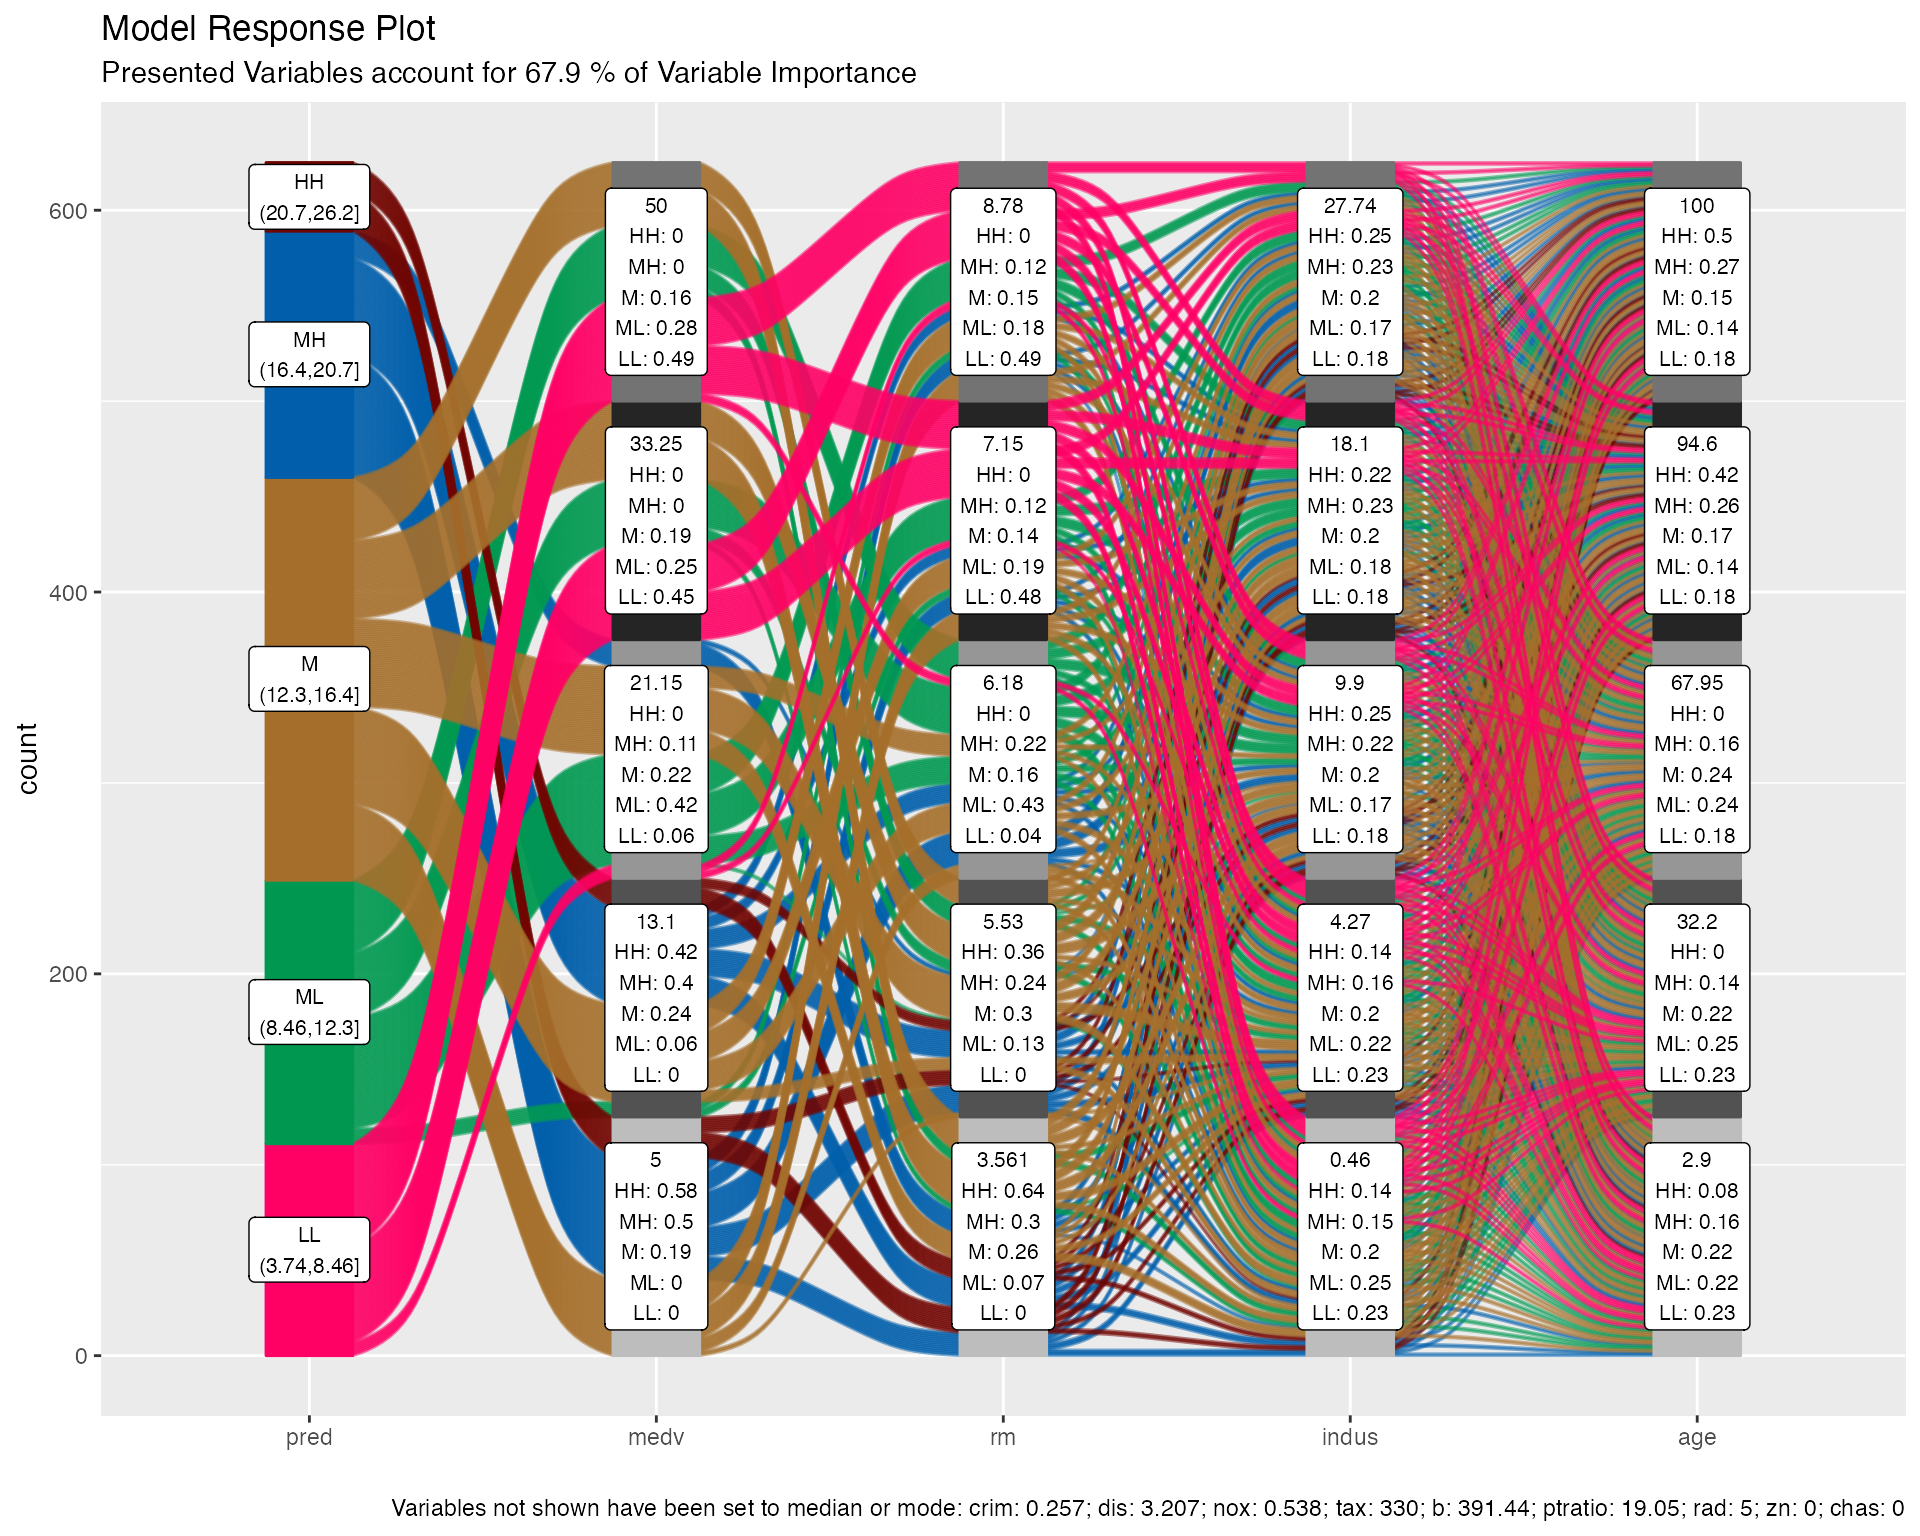 Model Response Plot
Presented Variables account for 67.9 % of Variable Importance
count
600
400
200
0
HH
(20.7,26.2]
MH
(16.4,20.7]
M
(12.3,16.4]
ML
(8.46,12.3]
LL
(3.74,8.46]
50
HH: 0
MH: 0
M: 0.16
ML: 0.28
LL: 0.49
33.25
HH: 0
MH: 0
M: 0.19
ML: 0.25
LL: 0.45
21.15
HH: 0
MH: 0.11
M: 0.22
ML: 0.42
LL: 0.06
13.1
HH: 0.42
MH: 0.4
M: 0.24
ML: 0.06
LL: 0
5
HH: 0.58
MH: 0.5
M: 0.19
ML: 0
LL: 0
8.78
HH: 0
MH: 0.12
M: 0.15
ML: 0.18
LL: 0.49
7.15
HH: 0
MH: 0.12
M: 0.14
ML: 0.19
LL: 0.48
6.18
HH: 0
MH: 0.22
M: 0.16
ML: 0.43
LL: 0.04
5.53
HH: 0.36
MH: 0.24
M: 0.3
ML: 0.13
LL: 0
3.561
HH: 0.64
MH: 0.3
M: 0.26
ML: 0.07
LL: 0
27.74
HH: 0.25
MH: 0.23
M: 0.2
ML: 0.17
LL: 0.18
18.1
HH: 0.22
MH: 0.23
M: 0.2
ML: 0.18
LL: 0.18
9.9
HH: 0.25
MH: 0.22
M: 0.2
ML: 0.17
LL: 0.18
4.27
HH: 0.14
MH: 0.16
M: 0.2
ML: 0.22
LL: 0.23
0.46
HH: 0.14
MH: 0.15
M: 0.2
ML: 0.25
LL: 0.23
100
HH: 0.5
MH: 0.27
M: 0.15
ML: 0.14
LL: 0.18
94.6
HH: 0.42
MH: 0.26
M: 0.17
ML: 0.14
LL: 0.18
67.95
HH: 0
MH: 0.16
M: 0.24
ML: 0.24
LL: 0.18
32.2
HH: 0
MH: 0.14
M: 0.22
ML: 0.25
LL: 0.23
2.9
HH: 0.08
MH: 0.16
M: 0.22
ML: 0.22
LL: 0.23
pred
medv
rm
indus
age
Variables not shown have been set to median or mode: crim: 0.257; dis: 3.207; nox: 0.538; tax: 330; b: 391.44; ptratio: 19.05; rad: 5; zn: 0; chas: 0